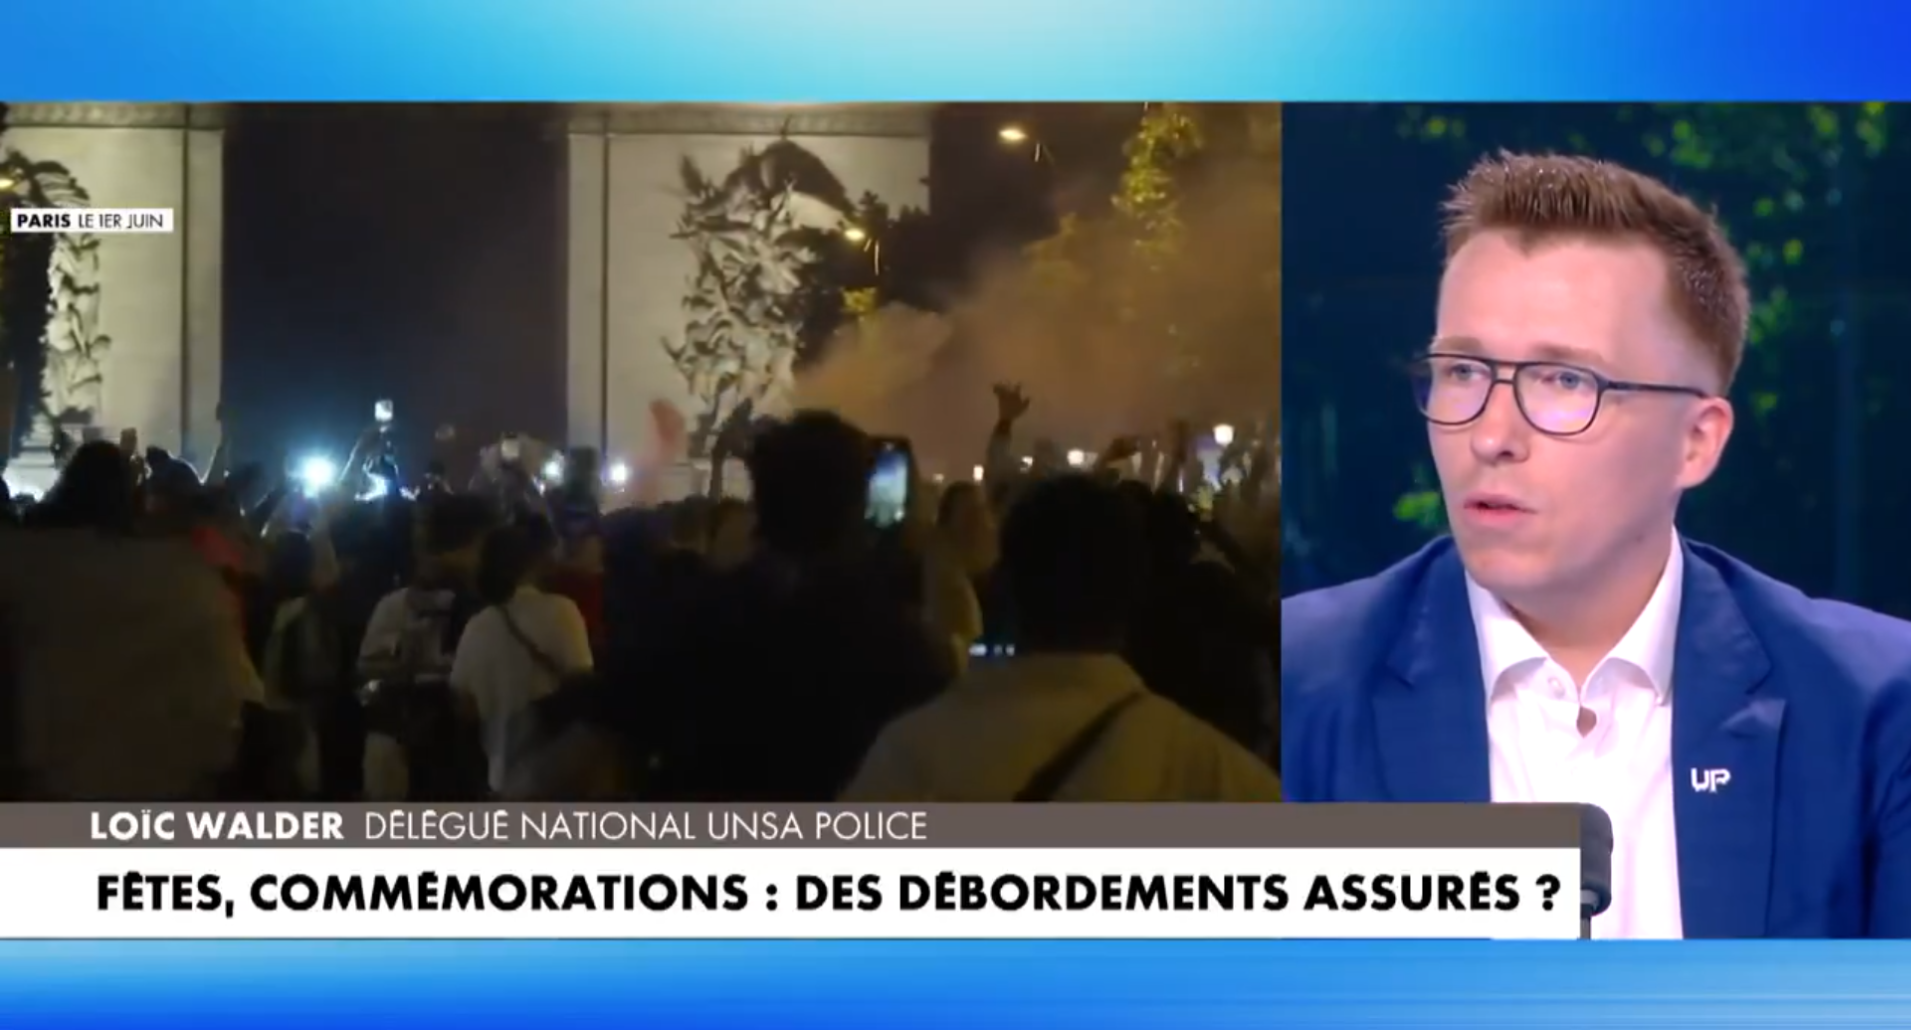 PARIS LE 1ER JUIN
UP
LOÏC WALDER DÉLÉGUÉ NATIONAL UNSA POLICE
FÊTES, COMMÉMORATIONS : DES DÉBORDEMENTS ASSURÉS ?